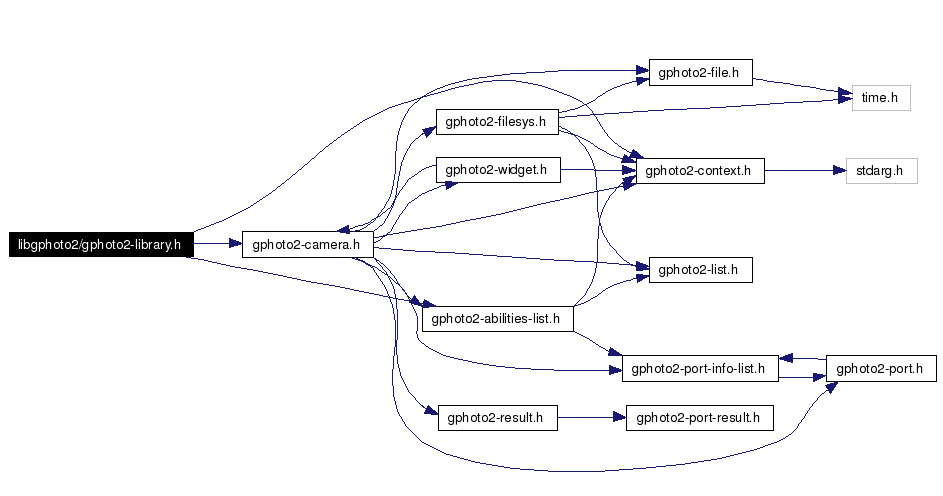 gphoto2-file.h
time.h
gphoto2-filesys.h
gphoto2-widget.h
gphoto2-context.h
stdarg.h
libgphoto2/gphoto2-library.h
gphoto2-camera.h
gphoto2-list.h
gphoto2-abilities-list.h
gphoto2-port-info-list.h
gphoto2-port.h
gphoto2-result.h
gphoto2-port-result.h